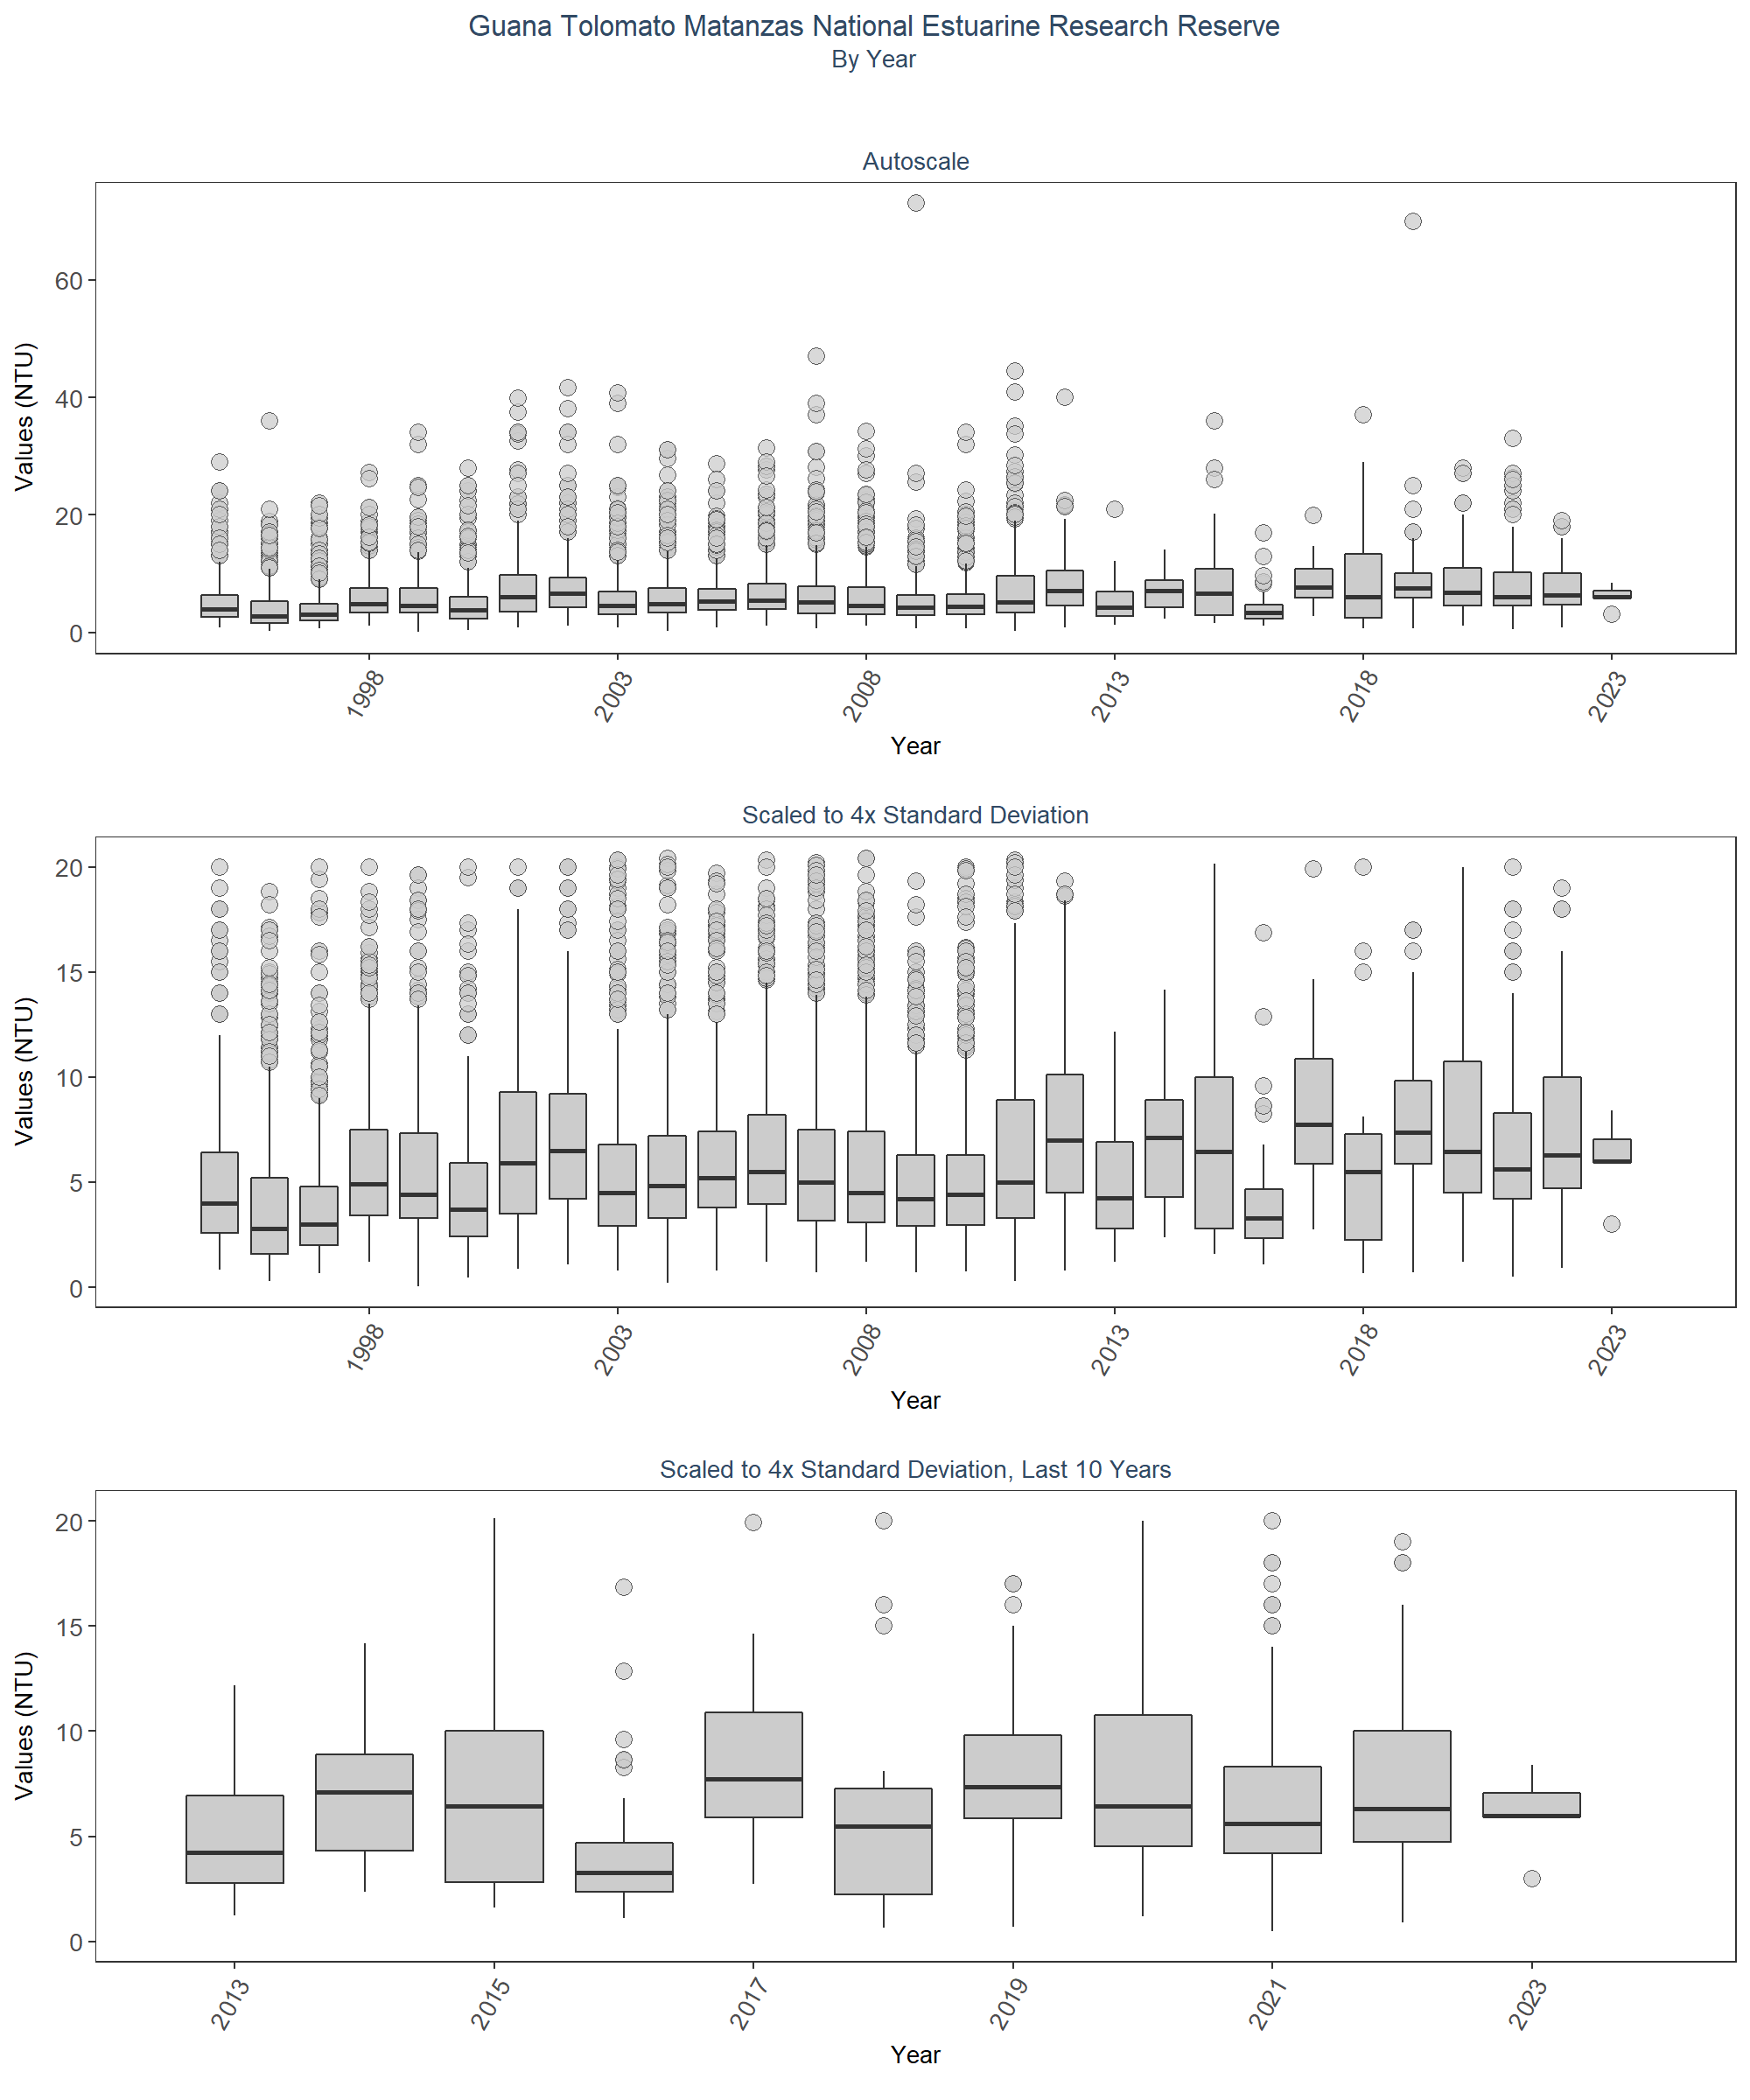 Guana Tolomato Matanzas National Estuarine Research Reserve
By Year
Autoscale
Values (NTU)
60
40
20
0
1998
2003
2008
2013
2018
2023
Year
Scaled to 4x Standard Deviation
Values (NTU)
20
15
10
5
0
1998
2003
2008
2013
2018
2023
Year
Scaled to 4x Standard Deviation, Last 10 Years
Values (NTU)
20
15
10
5
0
2013
2015
2017
2019
2021
2023
Year